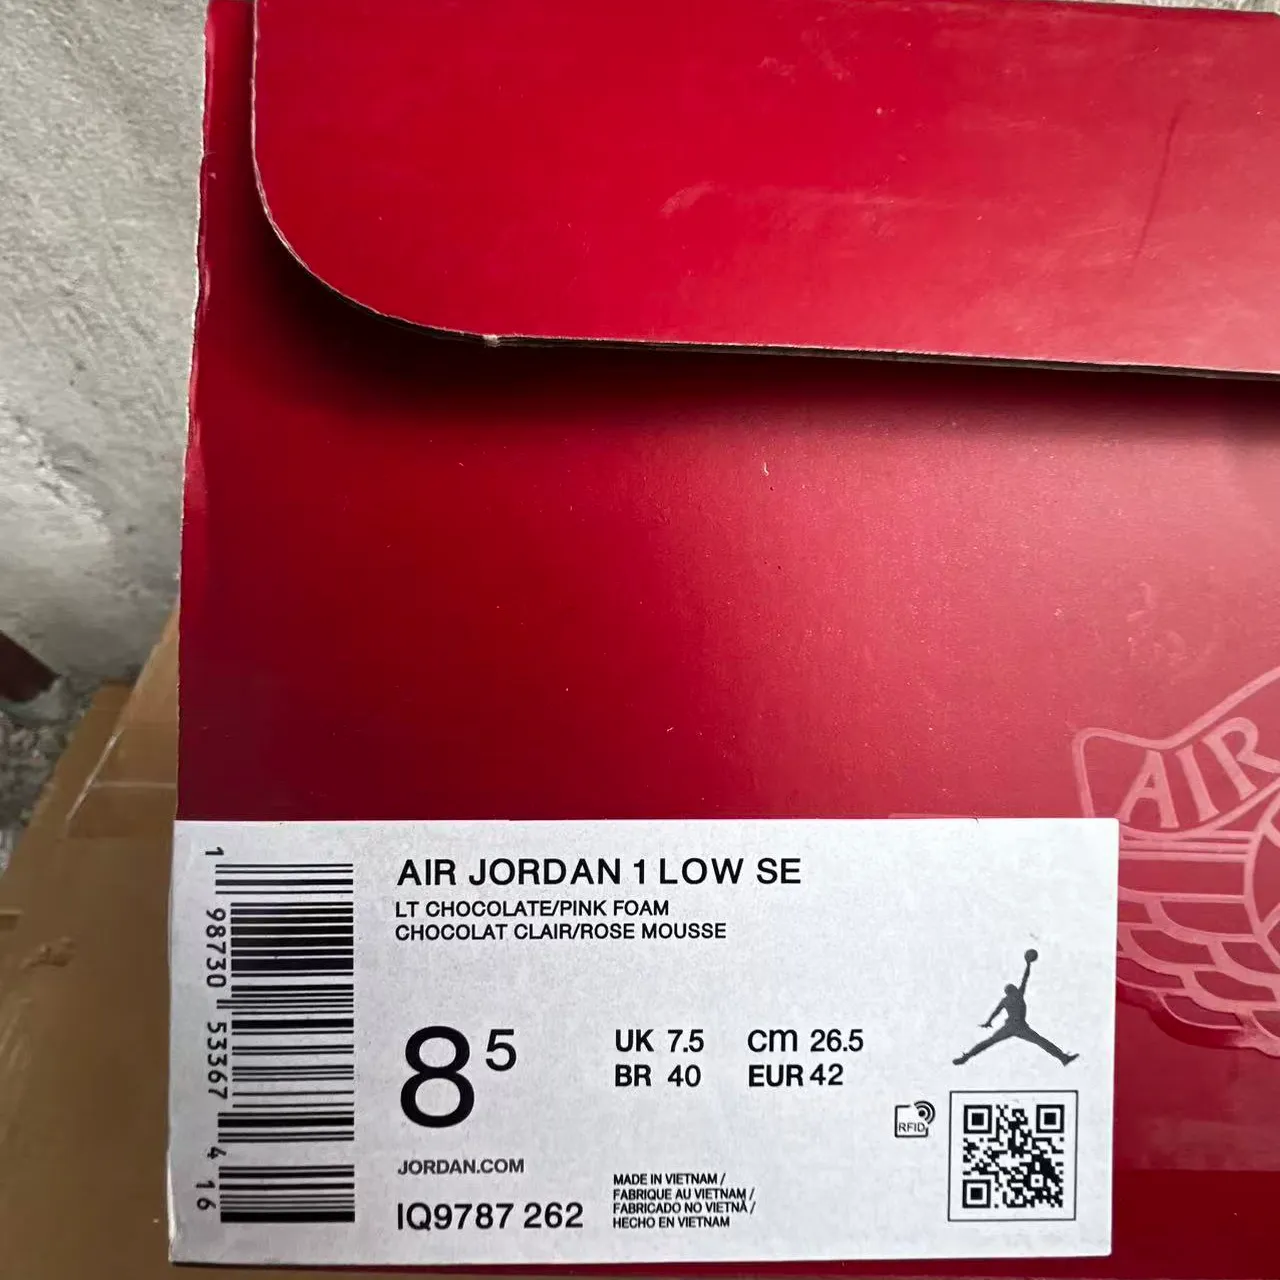 AIR
AIR JORDAN 1 LOW SE
LT CHOCOLATE/PINK FOAM
CHOCOLAT CLAIR/ROSE MOUSSE
1 98730 53367 4 16
8 5
UK 7.5 cm 26.5
BR 40 EUR 42
RFID
JORDAN.COM
IQ9787 262
MADE IN VIETNAM /
FABRIQUE AU VIETNAM /
FABRICADO NO VIETNÃ /
HECHO EN VIETNAM